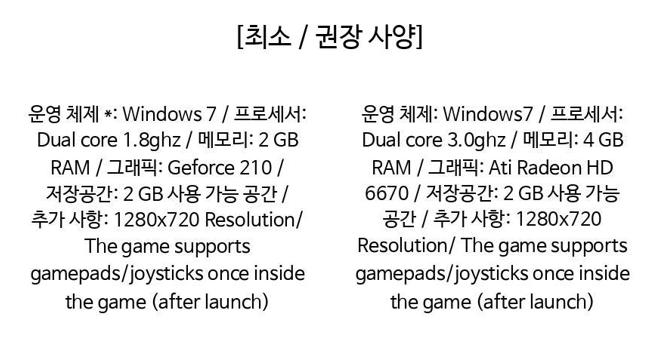 [최소 / 권장 사양]
운영 체제 *: Windows 7 / 프로세서:
Dual core 1.8ghz / 메모리: 2 GB
RAM / 그래픽: Geforce 210 /
저장공간: 2 GB 사용 가능 공간 /
추가 사항: 1280x720 Resolution/
The game supports
gamepads/joysticks once inside
the game (after launch)
운영 체제: Windows7 / 프로세서:
Dual core 3.0ghz / 메모리: 4 GB
RAM / 그래픽: Ati Radeon HD
6670 / 저장공간: 2 GB 사용 가능
공간 / 추가 사항: 1280x720
Resolution/ The game supports
gamepads/joysticks once inside
the game (after launch)